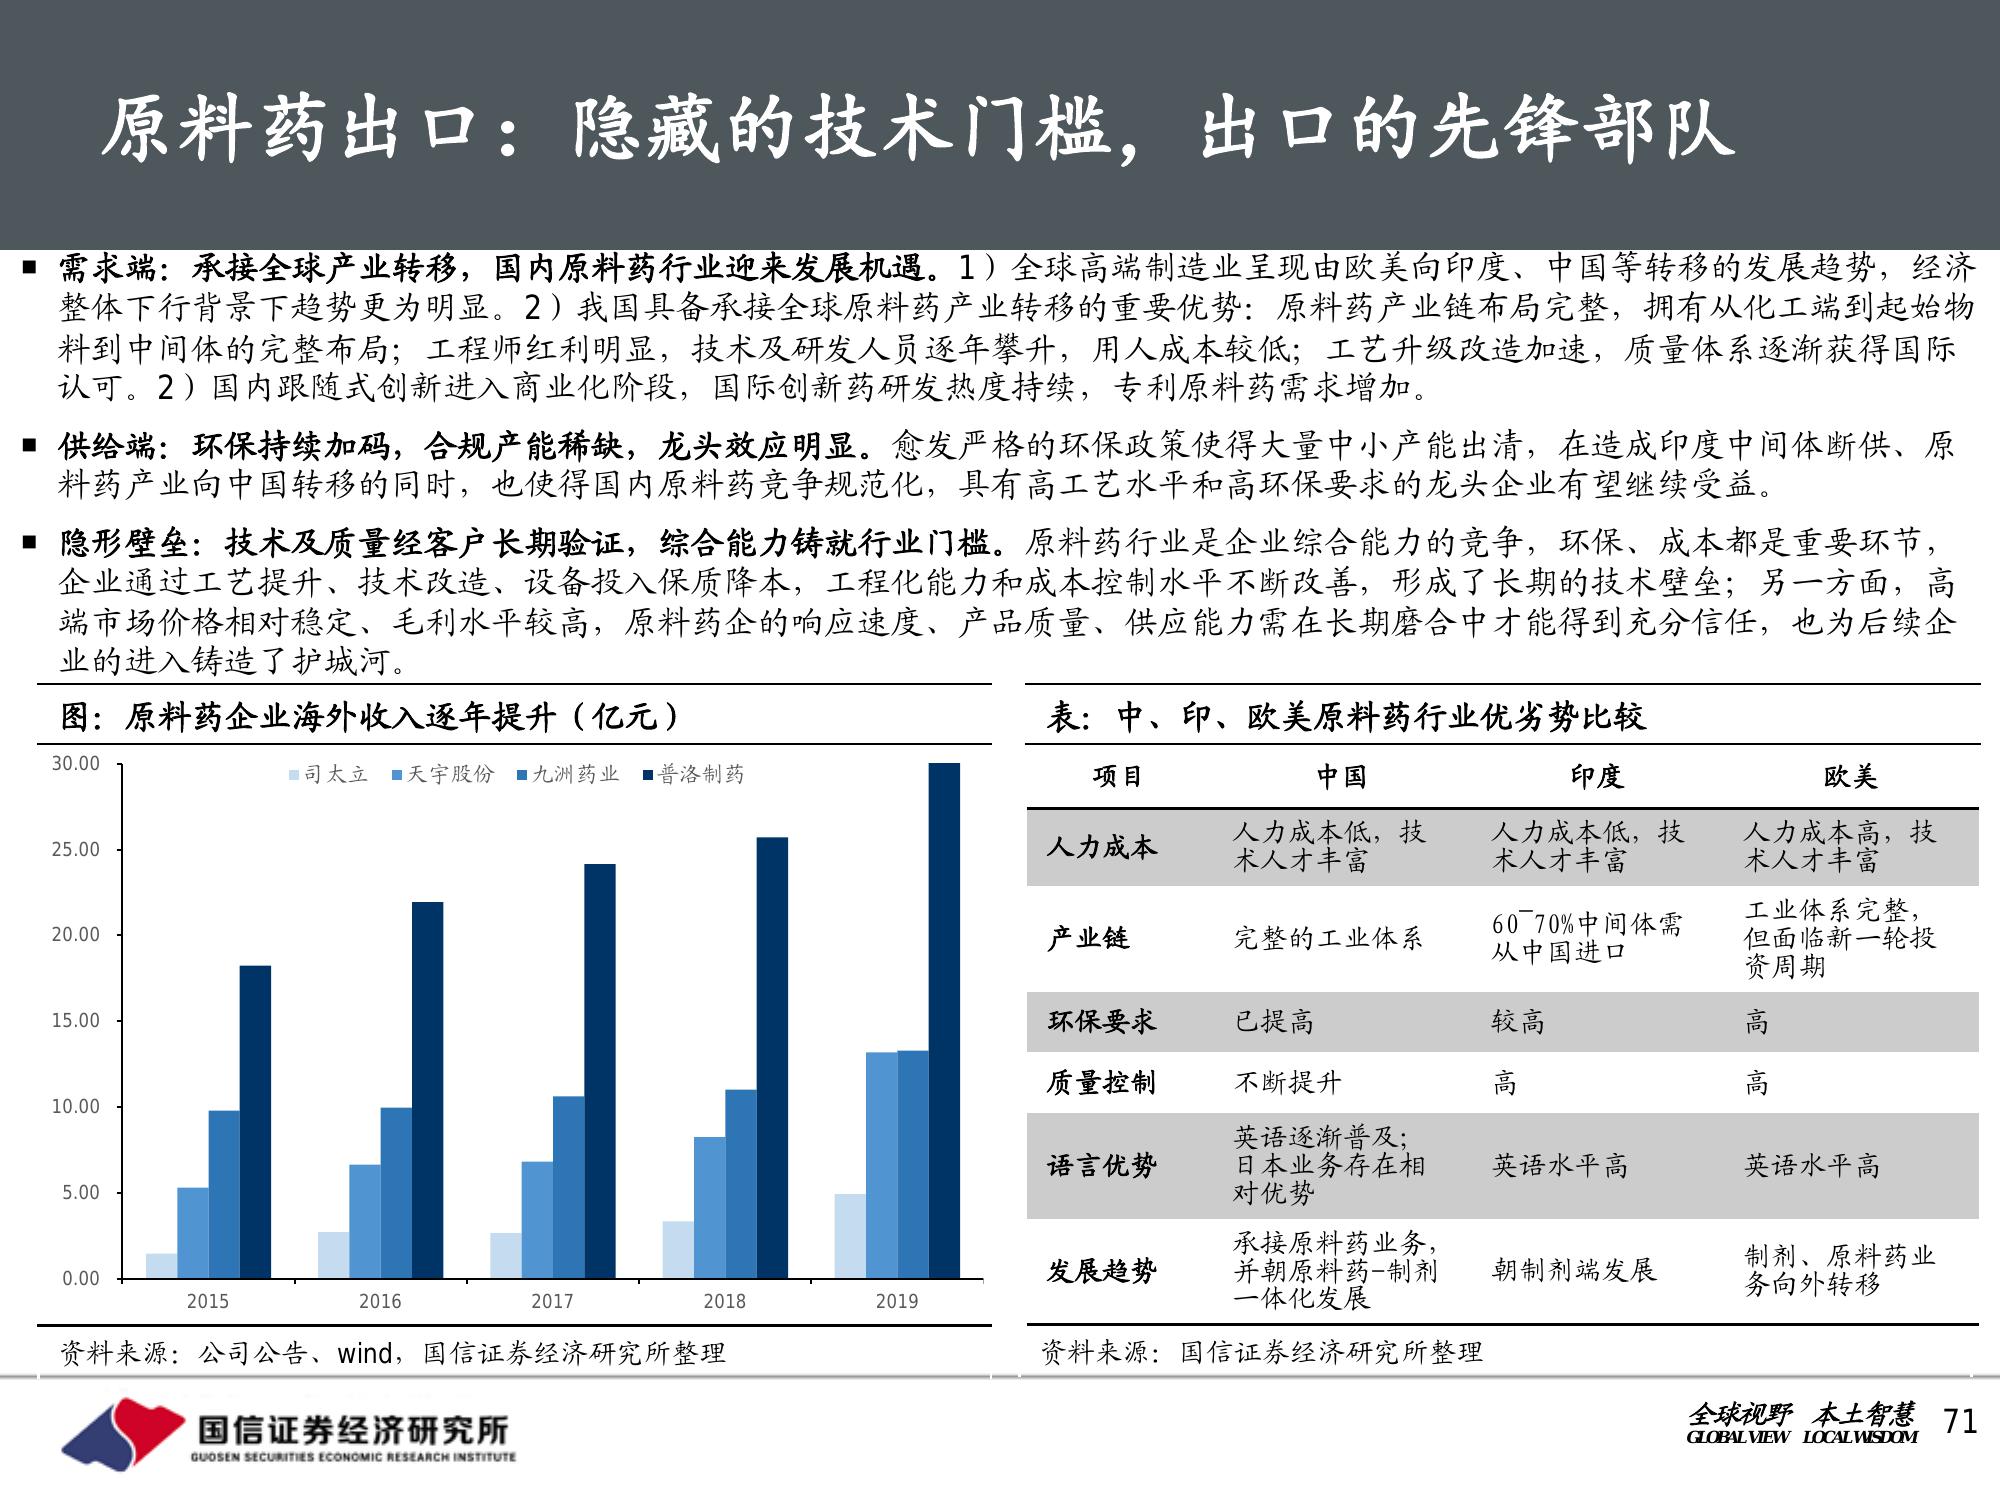 原料药出口：隐藏的技术门槛，出口的先锋部队
■ 需求端：承接全球产业转移，国内原料药行业迎来发展机遇。1）全球高端制造业呈现由欧美向印度、中国等转移的发展趋势，经济
整体下行背景下趋势更为明显。2）我国具备承接全球原料药产业转移的重要优势：原料药产业链布局完整，拥有从化工端到起始物
料到中间体的完整布局；工程师红利明显，技术及研发人员逐年攀升，用人成本较低；工艺升级改造加速，质量体系逐渐获得国际
认可。2）国内跟随式创新进入商业化阶段，国际创新药研发热度持续，专利原料药需求增加。
■ 供给端：环保持续加码，合规产能稀缺，龙头效应明显。愈发严格的环保政策使得大量中小产能出清，在造成印度中间体断供、原
料药产业向中国转移的同时，也使得国内原料药竞争规范化，具有高工艺水平和高环保要求的龙头企业有望继续受益。
■ 隐形壁垒：技术及质量经客户长期验证，综合能力铸就行业门槛。原料药行业是企业综合能力的竞争，环保、成本都是重要环节，
企业通过工艺提升、技术改造、设备投入保质降本，工程化能力和成本控制水平不断改善，形成了长期的技术壁垒；另一方面，高
端市场价格相对稳定、毛利水平较高，原料药企的响应速度、产品质量、供应能力需在长期磨合中才能得到充分信任，也为后续企
业的进入铸造了护城河。
图：原料药企业海外收入逐年提升（亿元）
司太立 天宇股份 九洲药业 普洛制药
30.00
25.00
20.00
15.00
10.00
5.00
0.00
2015 2016 2017 2018 2019
资料来源：公司公告、wind，国信证券经济研究所整理
表：中、印、欧美原料药行业优劣势比较
项目 中国 印度 欧美
人力成本 人力成本低，技术人才丰富 人力成本低，技术人才丰富 人力成本高，技术人才丰富
产业链 完整的工业体系 60‾70%中间体需从中国进口 工业体系完整，但面临新一轮投资周期
环保要求 已提高 较高 高
质量控制 不断提升 高 高
语言优势 英语逐渐普及；日本业务存在相对优势 英语水平高 英语水平高
发展趋势 承接原料药业务，并朝原料药-制剂一体化发展 朝制剂端发展 制剂、原料药业务向外转移
资料来源：国信证券经济研究所整理
国信证券经济研究所
GUOSEN SECURITIES ECONOMIC RESEARCH INSTITUTE
全球视野 本土智慧
GLOBAL VIEW LOCAL WISDOM
71